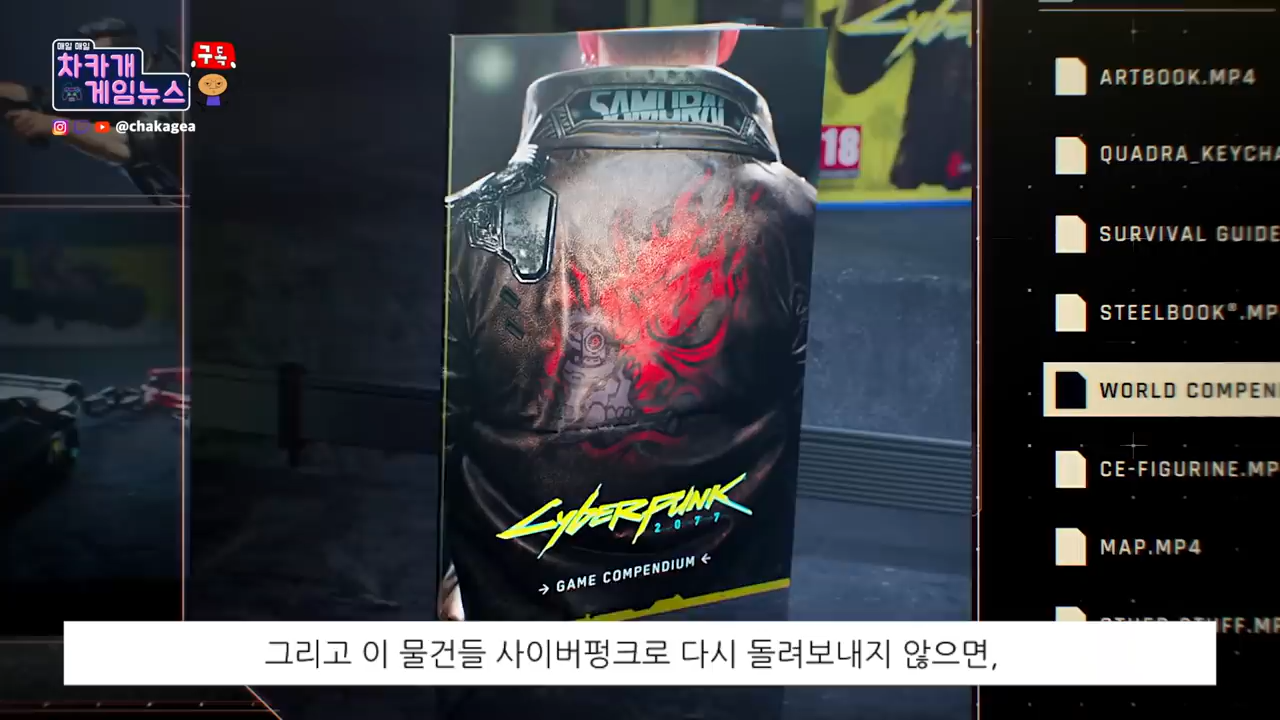 매일 매일
차카개
게임뉴스
구독
@chakagea
SAMURAI
Cyberpunk
2077
→ GAME COMPENDIUM ←
18
ARTBOOK.MP4
QUADRA_KEYCHA
SURVIVAL GUIDE
STEELBOOK®.MP
WORLD COMPEN
CE-FIGURINE.MP
MAP.MP4
OTHER STUFF.MP
그리고 이 물건들 사이버펑크로 다시 돌려보내지 않으면,